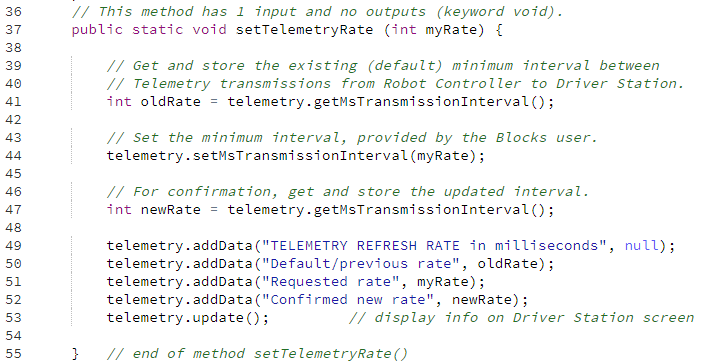 36 // This method has 1 input and no outputs (keyword void).
37 public static void setTelemetryRate (int myRate) {
38
39 // Get and store the existing (default) minimum interval between
40 // Telemetry transmissions from Robot Controller to Driver Station.
41 int oldRate = telemetry.getMsTransmissionInterval();
42
43 // Set the minimum interval, provided by the Blocks user.
44 telemetry.setMsTransmissionInterval(myRate);
45
46 // For confirmation, get and store the updated interval.
47 int newRate = telemetry.getMsTransmissionInterval();
48
49 telemetry.addData("TELEMETRY REFRESH RATE in milliseconds", null);
50 telemetry.addData("Default/previous rate", oldRate);
51 telemetry.addData("Requested rate", myRate);
52 telemetry.addData("Confirmed new rate", newRate);
53 telemetry.update(); // display info on Driver Station screen
54
55 } // end of method setTelemetryRate()